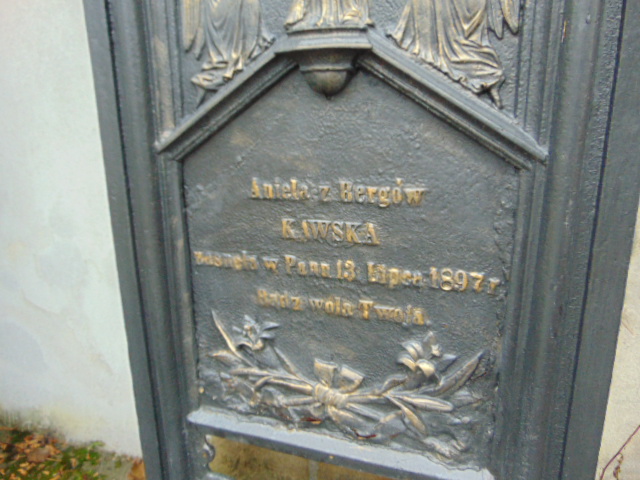 Aniela z Bergów
KAWSKA
Zasnęła w Panu 13 Lipca 1897 r
Bądź wola Twoja